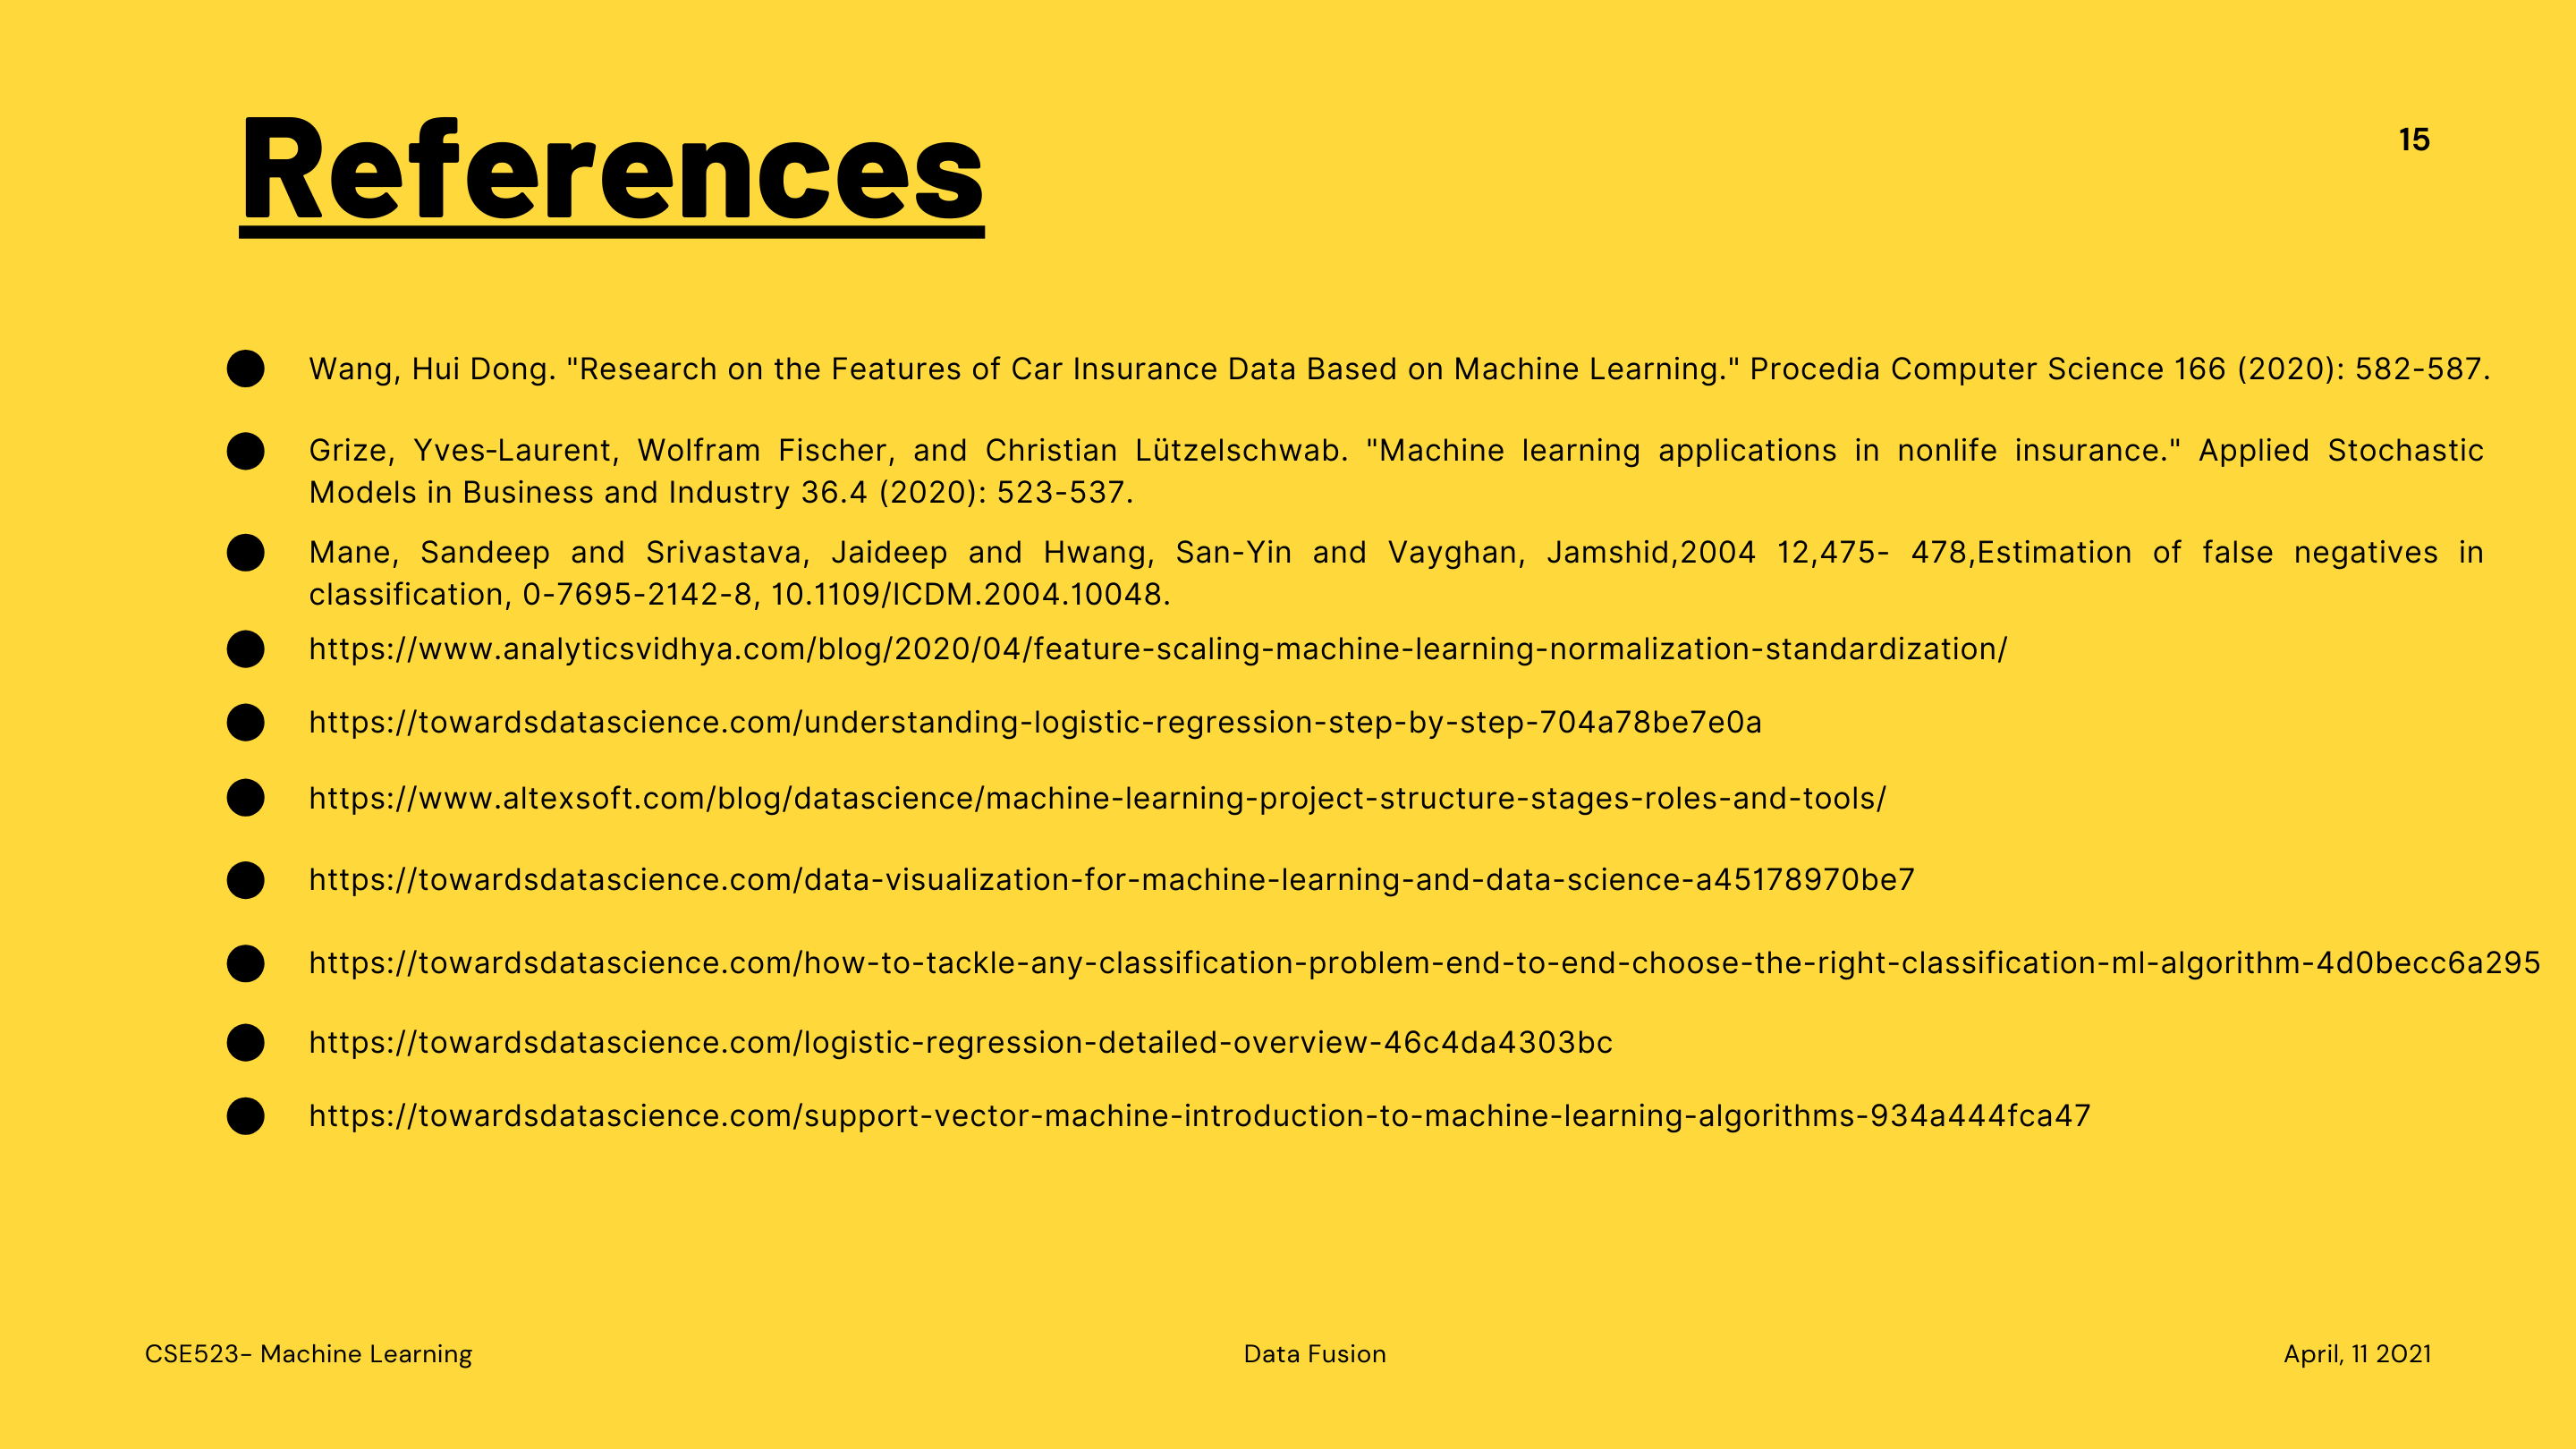 References
15
Wang, Hui Dong. "Research on the Features of Car Insurance Data Based on Machine Learning." Procedia Computer Science 166 (2020): 582-587.
Grize, Yves-Laurent, Wolfram Fischer, and Christian Lützelschwab. "Machine learning applications in nonlife insurance." Applied Stochastic
Models in Business and Industry 36.4 (2020): 523-537.
Mane, Sandeep and Srivastava, Jaideep and Hwang, San-Yin and Vayghan, Jamshid,2004 12,475- 478,Estimation of false negatives in
classification, 0-7695-2142-8, 10.1109/ICDM.2004.10048.
https://www.analyticsvidhya.com/blog/2020/04/feature-scaling-machine-learning-normalization-standardization/
https://towardsdatascience.com/understanding-logistic-regression-step-by-step-704a78be7e0a
https://www.altexsoft.com/blog/datascience/machine-learning-project-structure-stages-roles-and-tools/
https://towardsdatascience.com/data-visualization-for-machine-learning-and-data-science-a45178970be7
https://towardsdatascience.com/how-to-tackle-any-classification-problem-end-to-end-choose-the-right-classification-ml-algorithm-4d0becc6a295
https://towardsdatascience.com/logistic-regression-detailed-overview-46c4da4303bc
https://towardsdatascience.com/support-vector-machine-introduction-to-machine-learning-algorithms-934a444fca47
CSE523- Machine Learning
Data Fusion
April, 11 2021